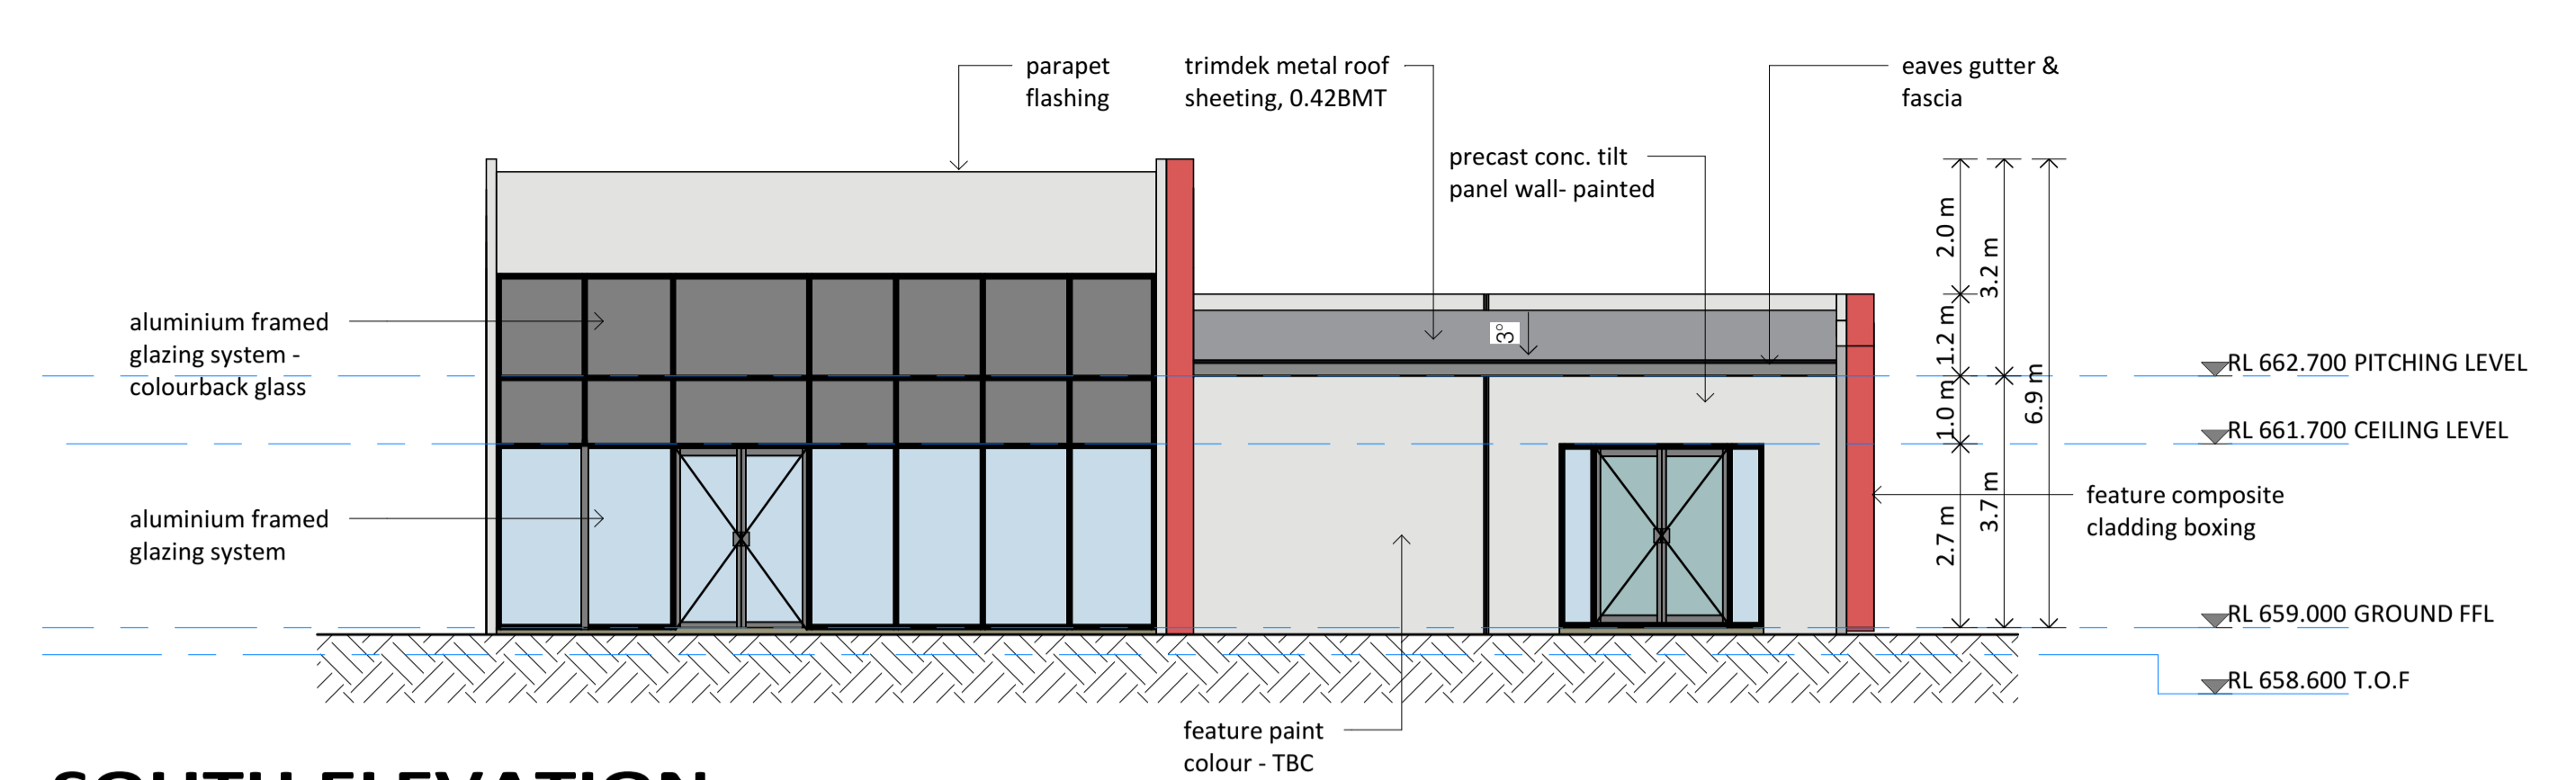 parapet
flashing
trimdek metal roof
sheeting, 0.42BMT
eaves gutter &
fascia
precast conc. tilt
panel wall- painted
2.0 m
3.2 m
1.2 m
3°
aluminium framed
glazing system -
colourback glass
RL 662.700 PITCHING LEVEL
1.0 m
6.9 m
RL 661.700 CEILING LEVEL
aluminium framed
glazing system
2.7 m
3.7 m
feature composite
cladding boxing
RL 659.000 GROUND FFL
RL 658.600 T.O.F
feature paint
colour - TBC
SOUTH ELEVATION